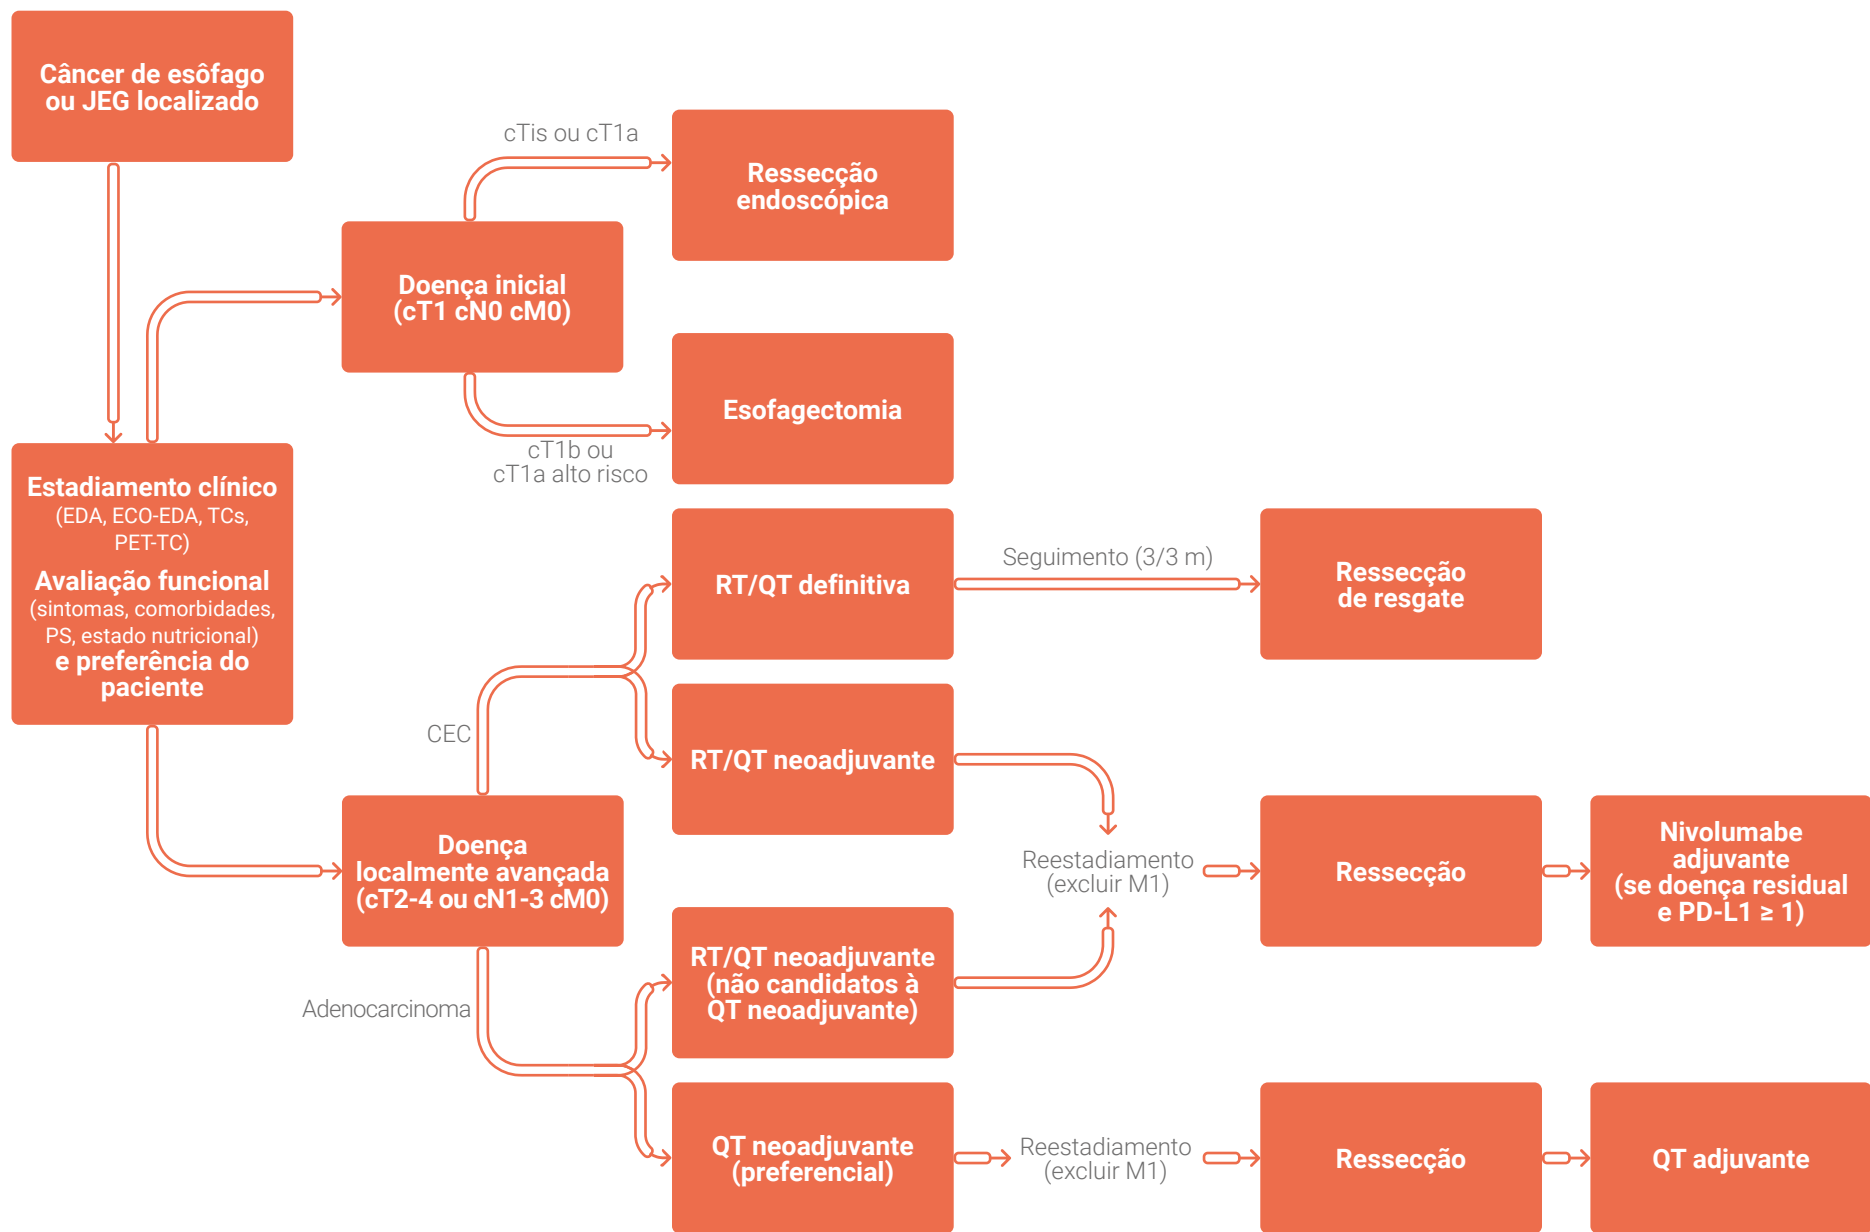 Câncer de esôfago
ou JEG localizado
Estadiamento clínico
(EDA, ECO-EDA, TCs,
PET-TC)
Avaliação funcional
(sintomas, comorbidades,
PS, estado nutricional)
e preferência do
paciente
Doença inicial
(cT1 cN0 cM0)
cTis ou cT1a
Ressecção
endoscópica
cT1b ou
cT1a alto risco
Esofagectomia
Doença
localmente avançada
(cT2-4 ou cN1-3 cM0)
CEC
RT/QT definitiva
Seguimento (3/3 m)
Ressecção
de resgate
RT/QT neoadjuvante
Adenocarcinoma
RT/QT neoadjuvante
(não candidatos à
QT neoadjuvante)
Reestadiamento
(excluir M1)
Ressecção
Nivolumabe
adjuvante
(se doença residual
e PD-L1 ≥ 1)
QT neoadjuvante
(preferencial)
Reestadiamento
(excluir M1)
Ressecção
QT adjuvante